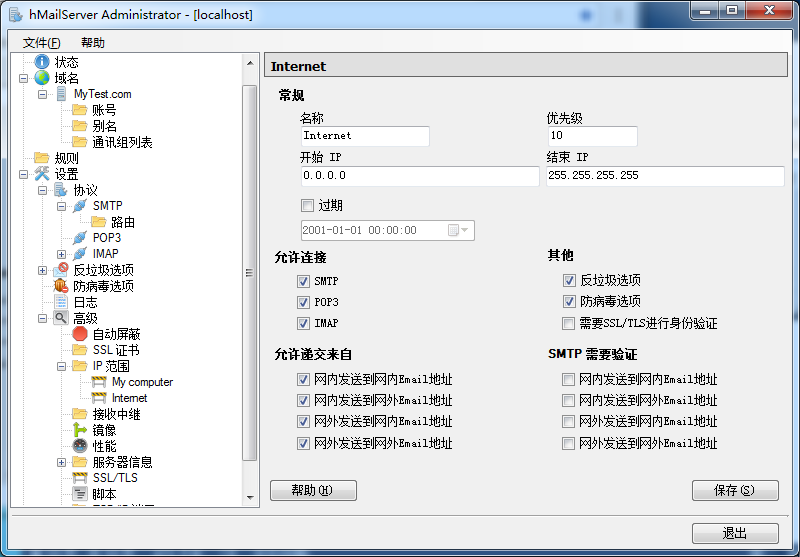 hMailServer Administrator - [localhost]
文件(F) 帮助
状态
域名
MyTest.com
账号
别名
通讯组列表
规则
设置
协议
SMTP
路由
POP3
IMAP
反垃圾选项
防病毒选项
日志
高级
自动屏蔽
SSL 证书
IP 范围
My computer
Internet
接收中继
镜像
性能
服务器信息
SSL/TLS
脚本
Internet
常规
名称 优先级
Internet 10
开始 IP 结束 IP
0.0.0.0 255.255.255.255
过期
2001-01-01 00:00:00
允许连接
SMTP
POP3
IMAP
其他
反垃圾选项
防病毒选项
需要SSL/TLS进行身份验证
允许递交来自
网内发送到网内Email地址
网内发送到网外Email地址
网外发送到网内Email地址
网外发送到网外Email地址
SMTP 需要验证
网内发送到网内Email地址
网内发送到网外Email地址
网外发送到网内Email地址
网外发送到网外Email地址
帮助(H) 保存(S)
退出